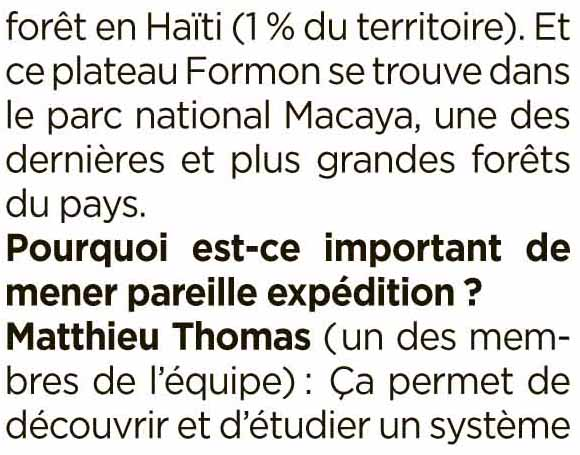 forêt en Haïti (1 % du territoire). Et
ce plateau Formon se trouve dans
le parc national Macaya, une des
dernières et plus grandes forêts
du pays.
Pourquoi est-ce important de
mener pareille expédition ?
Matthieu Thomas (un des mem-
bres de l’équipe) : Ça permet de
découvrir et d’étudier un système